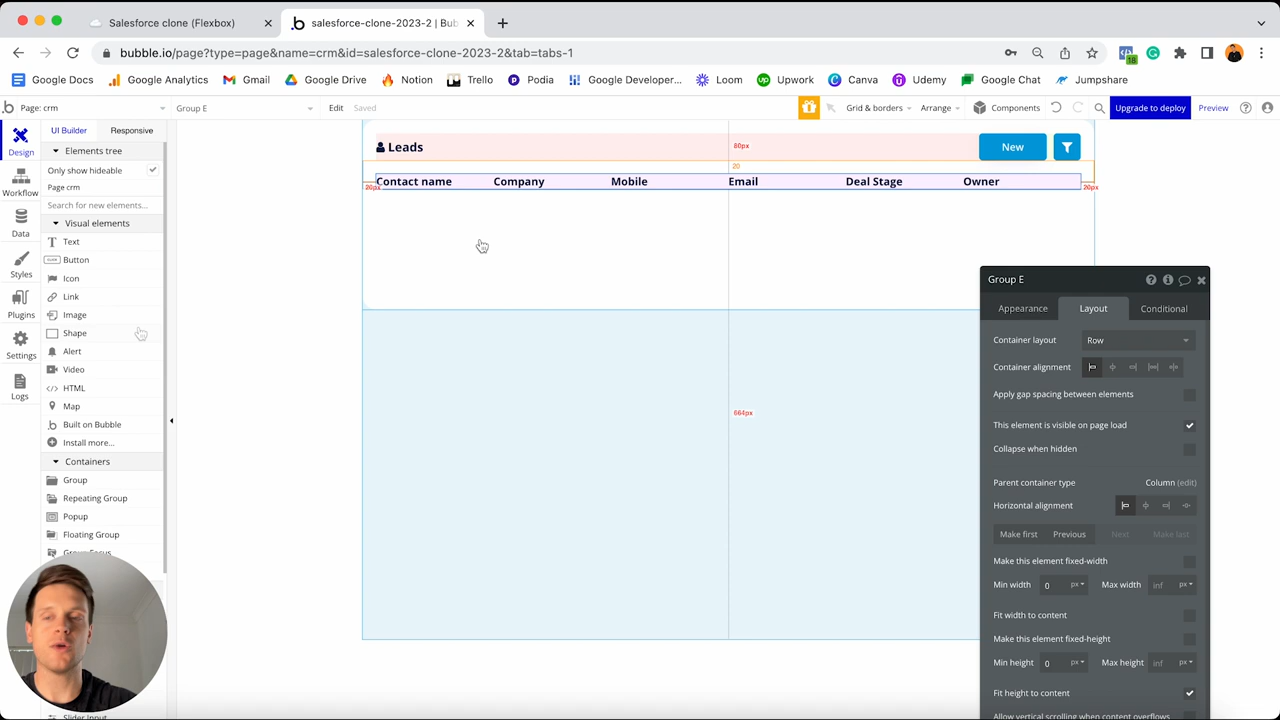 Salesforce clone (Flexbox)
salesforce-clone-2023-2 | Bub
bubble.io/page?type=page&name=crm&id=salesforce-clone-2023-2&tab=tabs-1
18
Google Docs
Google Analytics
Gmail
Google Drive
Notion
Trello
Podia
Google Developer...
Loom
Upwork
Canva
Udemy
Google Chat
Jumpshare
Page: crm
Group E
Edit
Saved
Grid & borders
Arrange
Components
Upgrade to deploy
Preview
Design
Workflow
Data
Styles
Plugins
Settings
Logs
UI Builder
Responsive
Elements tree
Only show hideable
Page crm
Search for new elements...
Visual elements
Text
Button
Icon
Link
Image
Shape
Alert
Video
HTML
Map
Built on Bubble
Install more...
Containers
Group
Repeating Group
Popup
Floating Group
Group Focus
Slider Input
Leads
80px
New
20
20px
Contact name
Company
Mobile
Email
Deal Stage
Owner
20px
664px
Group E
Appearance
Layout
Conditional
Container layout
Row
Container alignment
Apply gap spacing between elements
This element is visible on page load
Collapse when hidden
Parent container type
Column (edit)
Horizontal alignment
Make first
Previous
Next
Make last
Make this element fixed-width
Min width
0
px
Max width
inf
px
Fit width to content
Make this element fixed-height
Min height
0
px
Max height
inf
px
Fit height to content
Allow vertical scrolling when content overflows